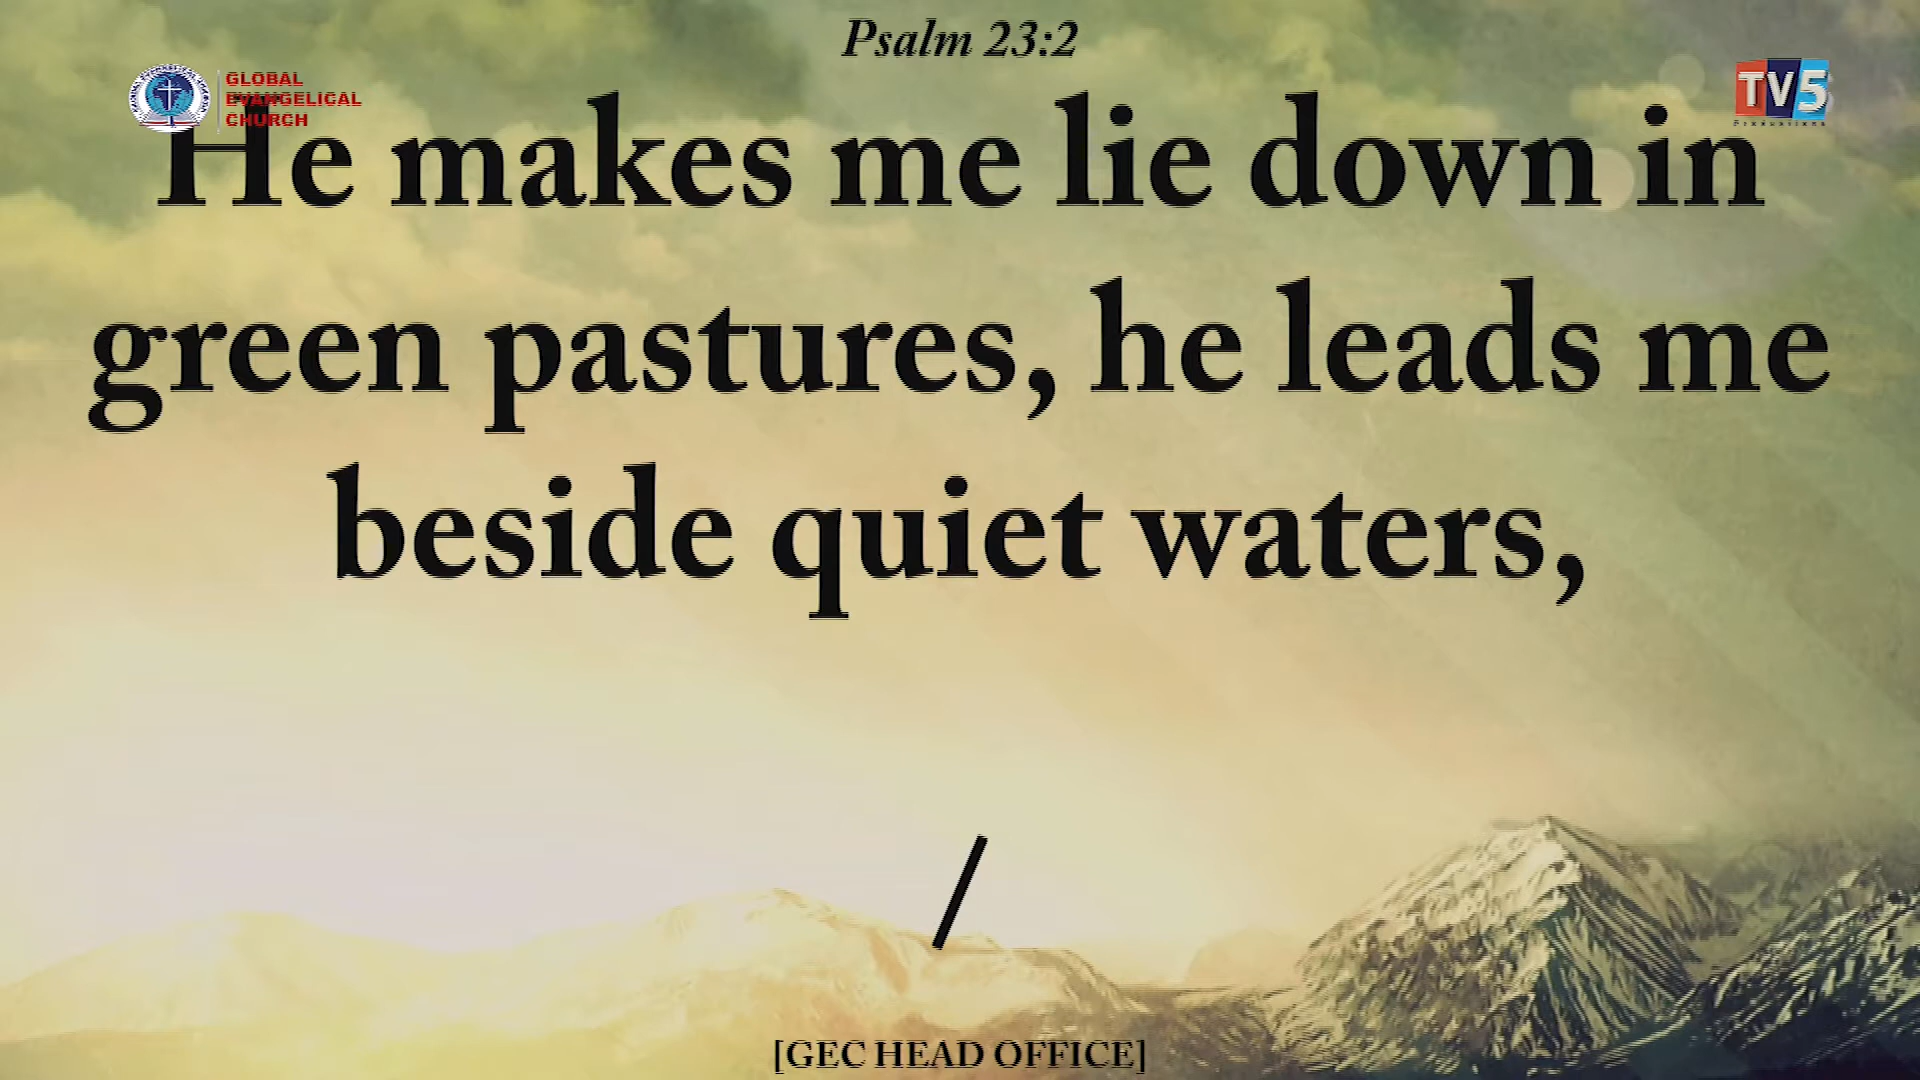 Psalm 23:2
GLOBAL
EVANGELICAL
CHURCH
TV5
He makes me lie down in
green pastures, he leads me
beside quiet waters,
/
[GEC HEAD OFFICE]